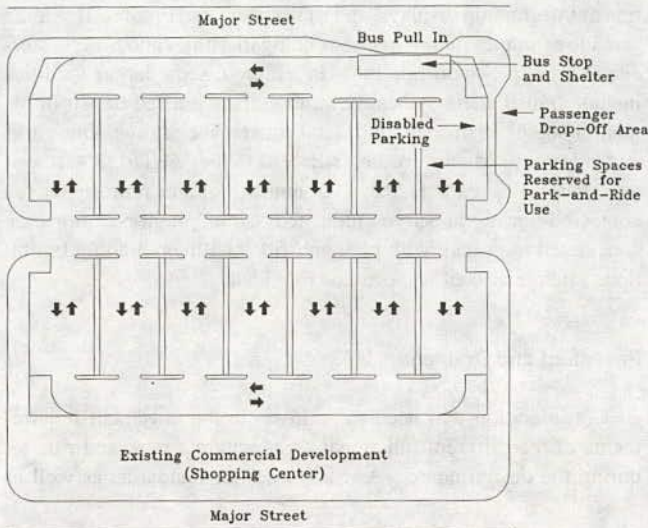 Major Street
Bus Pull In
Bus Stop
and Shelter
Passenger
Drop-Off Area
Disabled
Parking
Parking Spaces
Reserved for
Park-and-Ride
Use
Existing Commercial Development
(Shopping Center)
Major Street